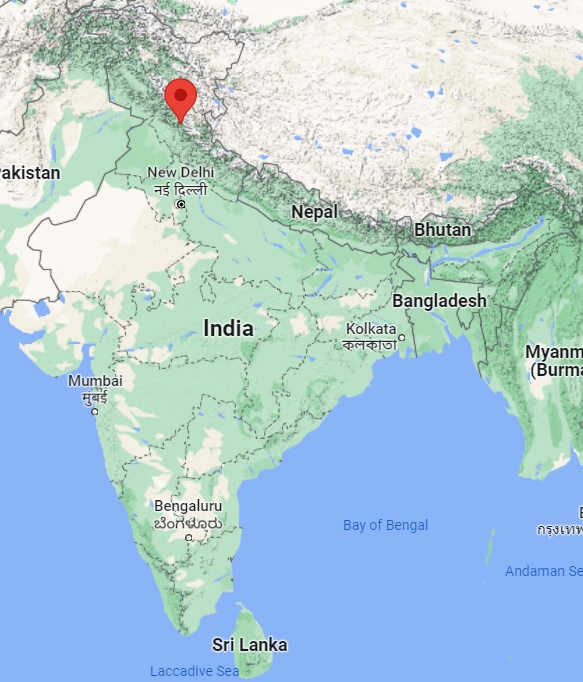 Pakistan
New Delhi
नई दिल्ली
Nepal
Bhutan
Bangladesh
India
Kolkata
কলকাতা
Myanm
(Burma
Mumbai
मुंबई
Bengaluru
ಬೆಂಗಳೂರು
Bay of Bengal
กรุงเทพ
Andaman Se
Sri Lanka
Laccadive Sea